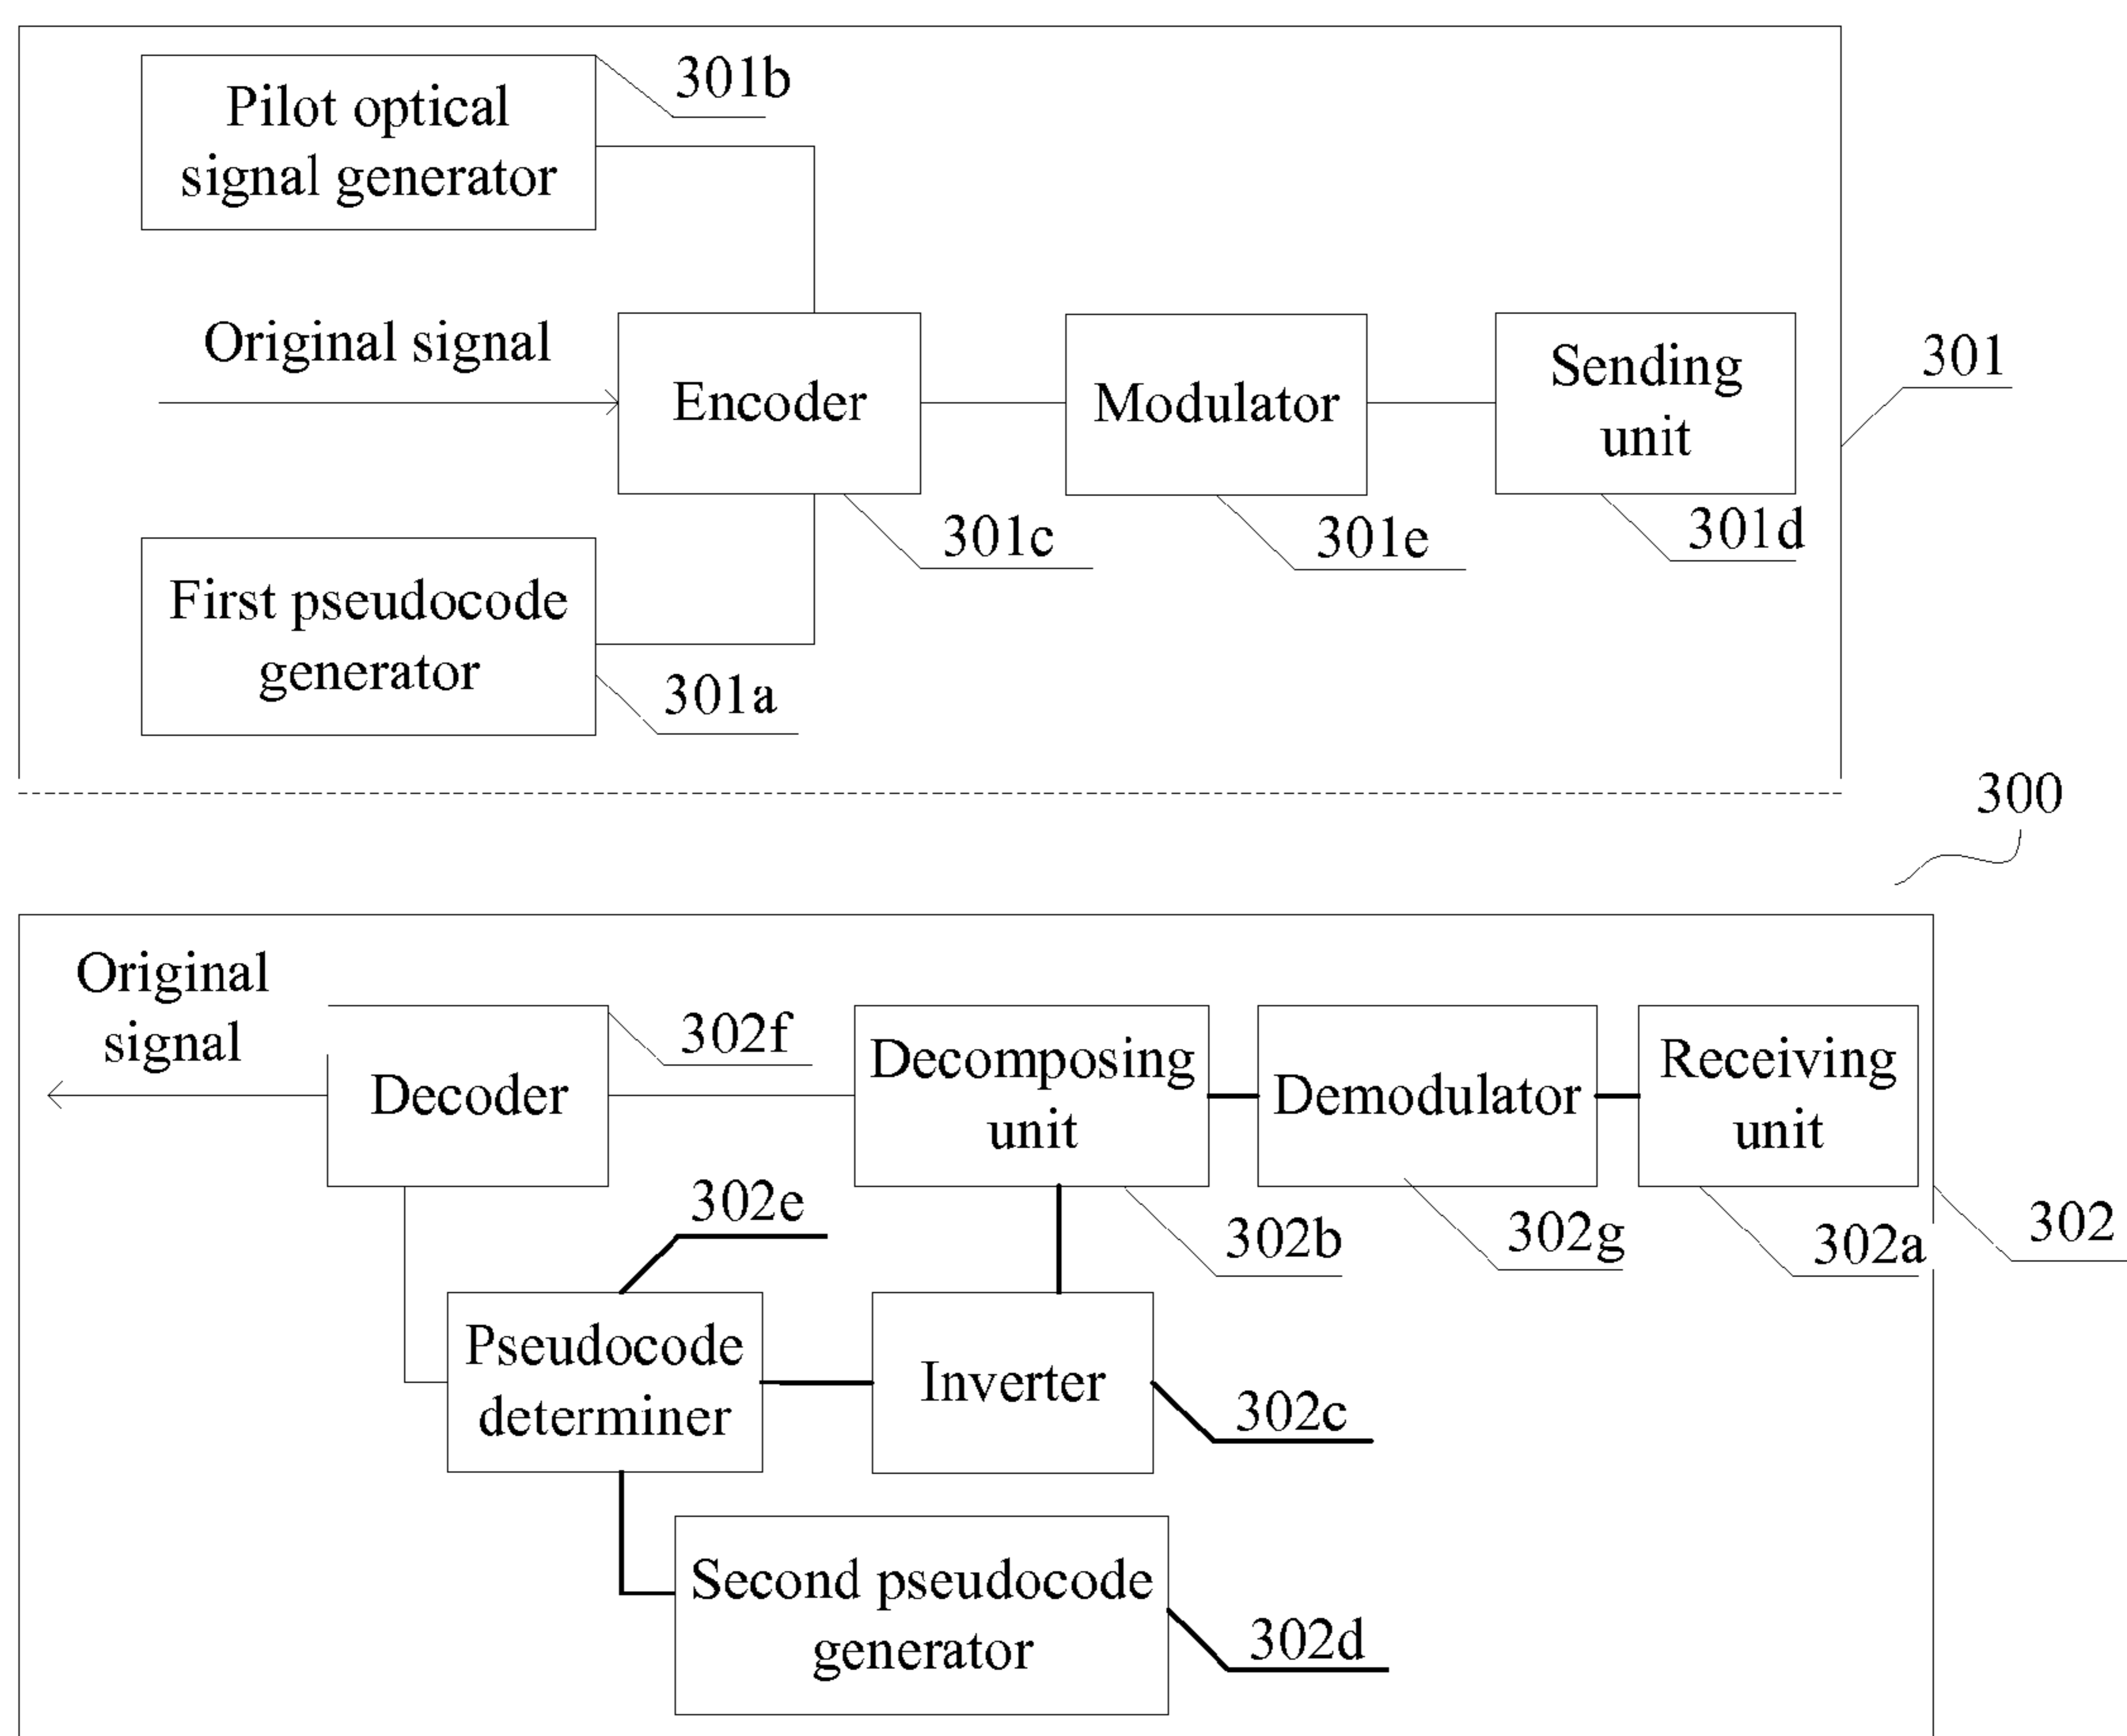 Pilot optical
signal generator
301b
Original signal
Encoder
Modulator
Sending
unit
301
301c
301e
301d
First pseudocode
generator
301a
300
Original
signal
Decoder
302f
Decomposing
unit
Demodulator
Receiving
unit
302e
302b
302g
302a
302
Pseudocode
determiner
Inverter
302c
Second pseudocode
generator
302d